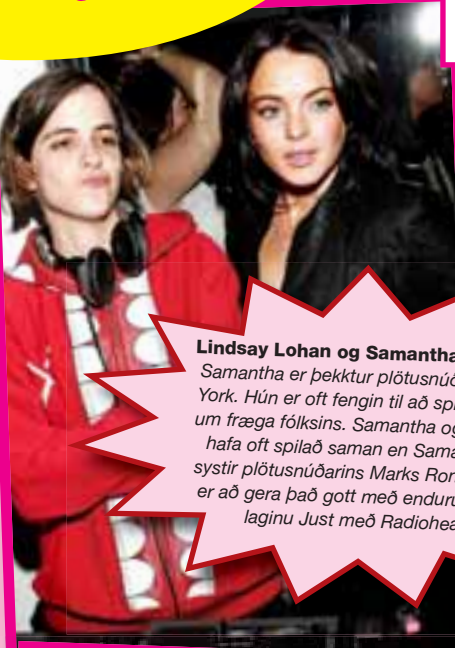 Lindsay Lohan og Samantha
Samantha er þekktur plötusnúð
York. Hún er oft fengin til að spi
um fræga fólksins. Samantha og
hafa oft spilað saman en Sama
systir plötusnúðarins Marks Ron
er að gera það gott með enduru
laginu Just með Radiohea